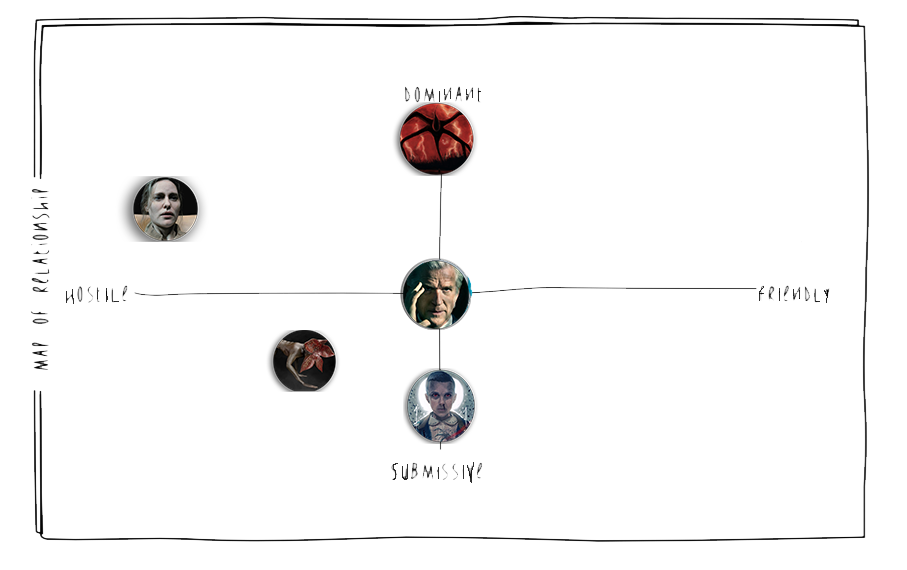 DOMINANT
MAP OF RELATIONSHIP
HOSTILE
FRIENDLY
SUBMISSIVE